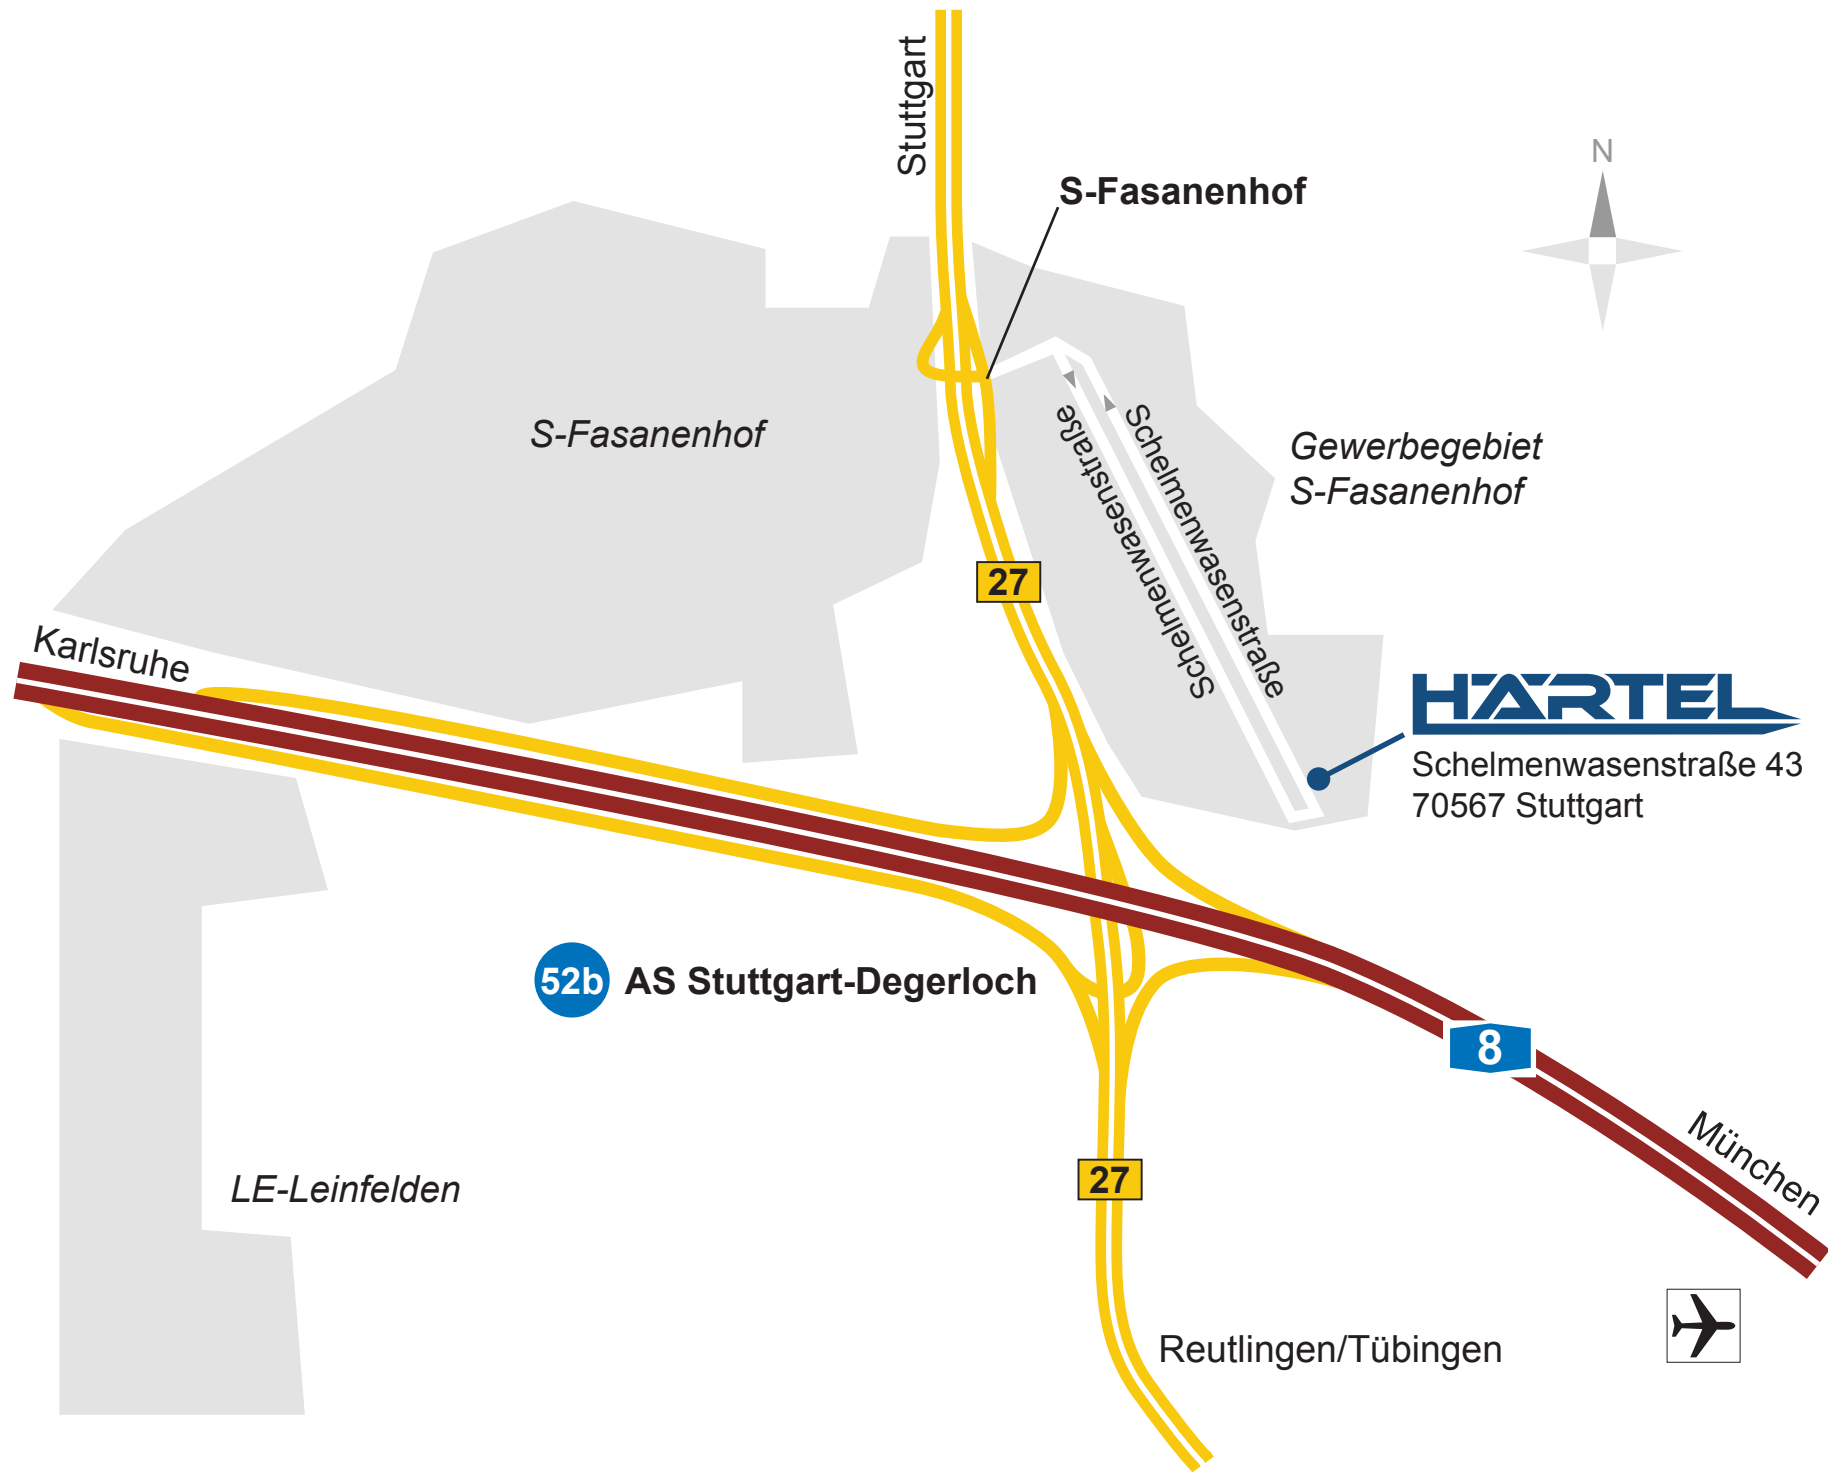 Stuttgart
N
S-Fasanenhof
S-Fasanenhof
Schelmenwasenstraße
Schelmenwasenstraße
Gewerbegebiet
S-Fasanenhof
27
Karlsruhe
HÄRTEL
Schelmenwasenstraße 43
70567 Stuttgart
52b AS Stuttgart-Degerloch
8
München
27
LE-Leinfelden
Reutlingen/Tübingen